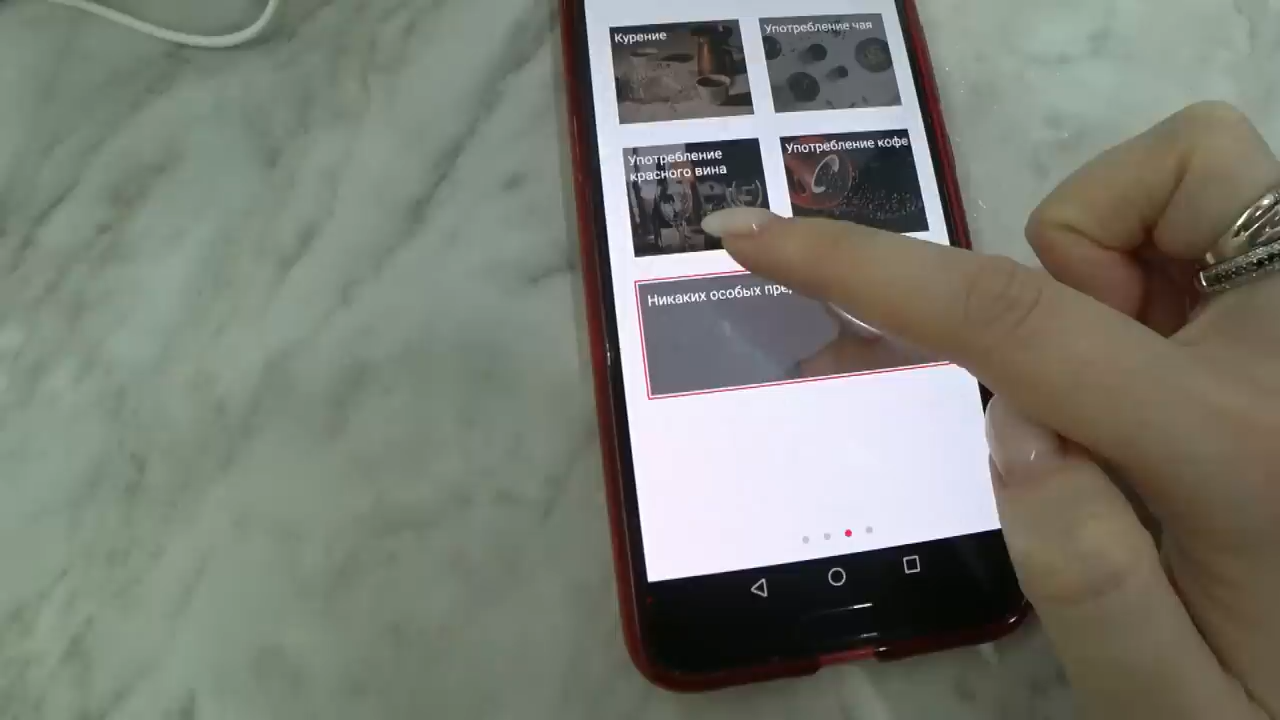 Курение
Употребление чая
Употребление
красного вина
Употребление кофе
Никаких особых